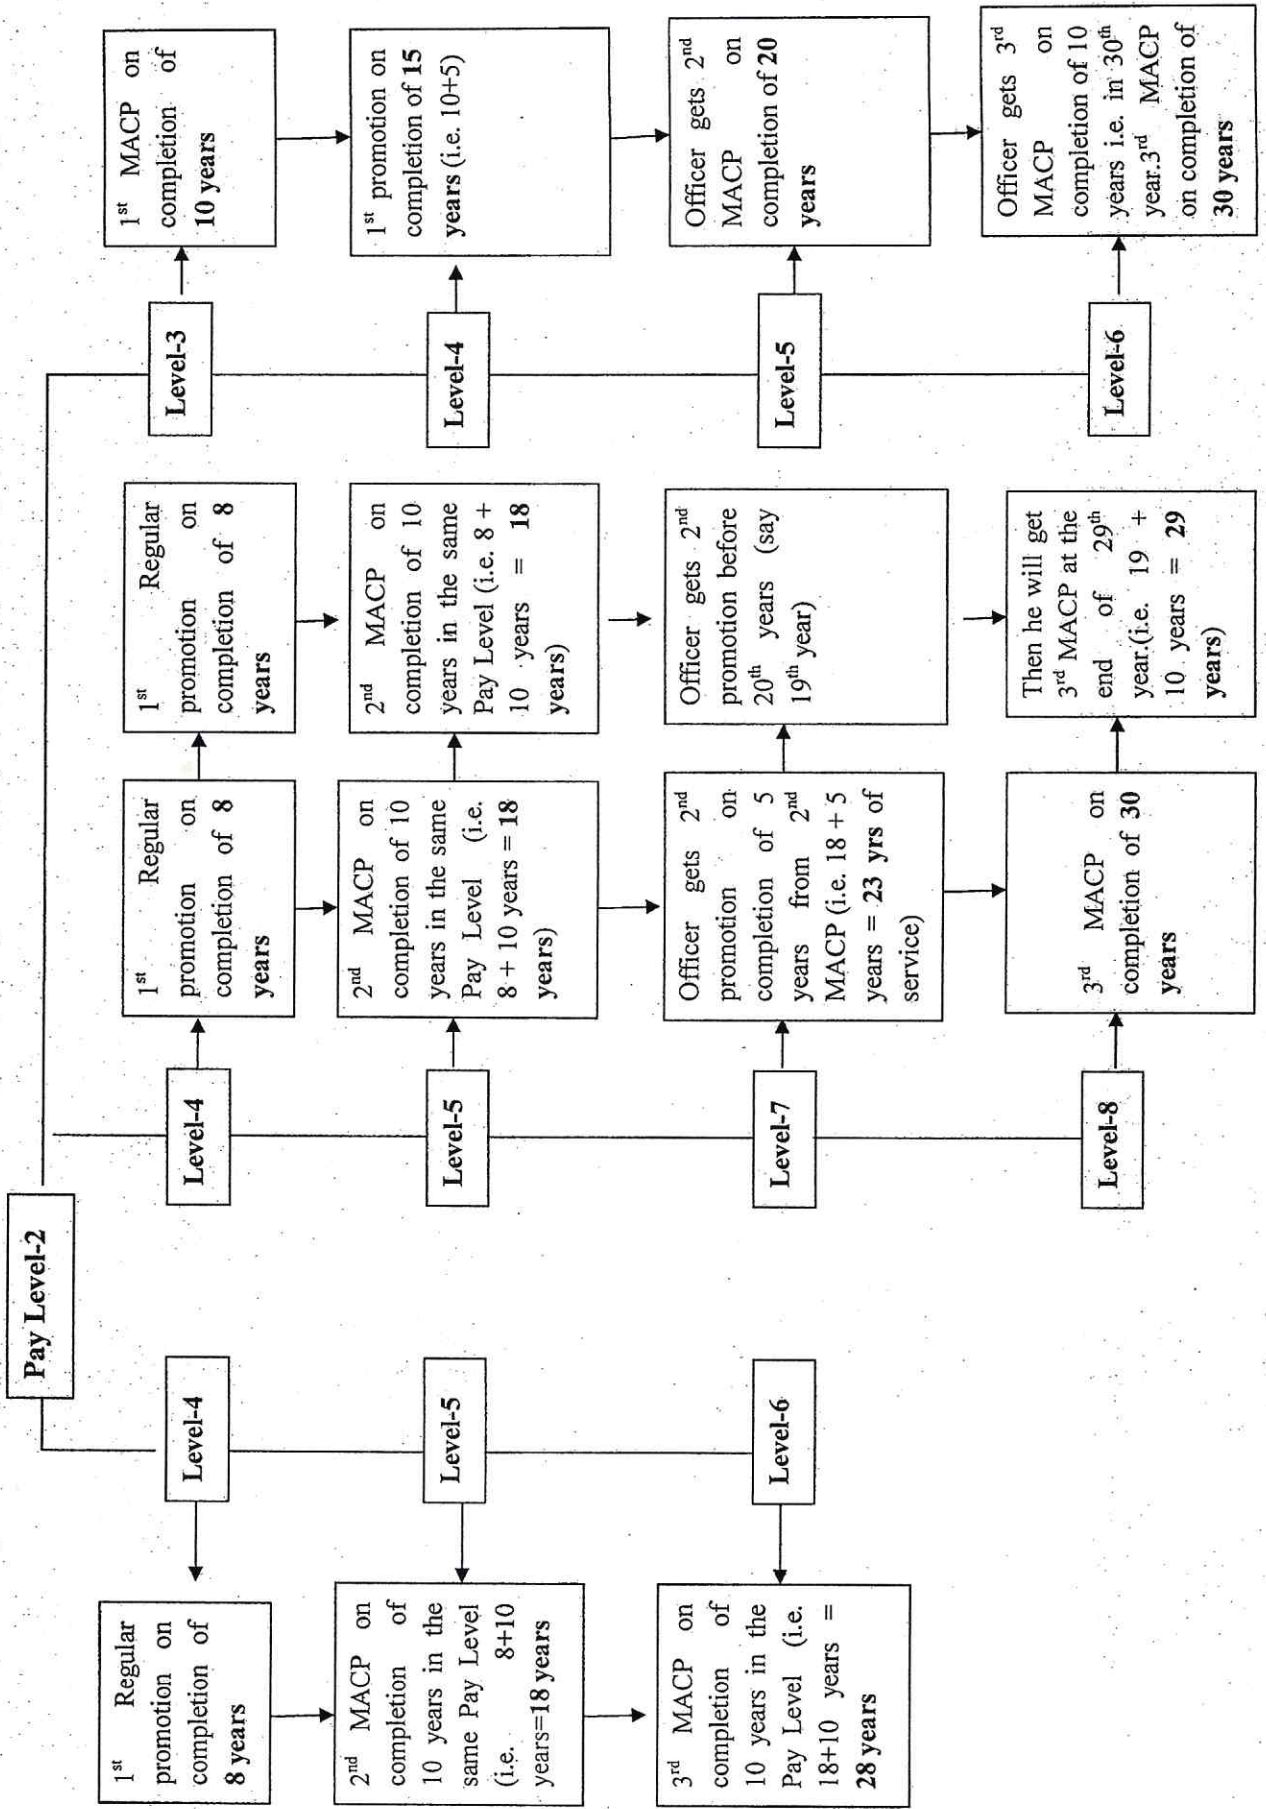 Pay Level-2
Level-4
1st Regular
promotion on
completion of
8 years
Level-5
2nd MACP on
completion of
10 years in the
same Pay Level
(i.e. 8+10
years=18 years
Level-6
3rd MACP on
completion of
10 years in the
Pay Level (i.e.
18+10 years =
28 years
Level-4
1st Regular
promotion on
completion of 8
years
1st Regular
promotion on
completion of 8
years
Level-5
2nd MACP on
completion of 10
years in the same
Pay Level (i.e.
8 + 10 years = 18
years)
2nd MACP on
completion of 10
years in the same
Pay Level (i.e. 8 +
10 years = 18
years)
Level-7
Officer gets 2nd
promotion on
completion of 5
years from 2nd
MACP (i.e. 18 + 5
years = 23 yrs of
service)
Officer gets 2nd
promotion before
20th years (say
19th year)
Level-8
3rd MACP on
completion of 30
years
Then he will get
3rd MACP at the
end of 29th
year.(i.e. 19 +
10 years = 29
years)
Level-3
1st MACP on
completion of
10 years
Level-4
1st promotion on
completion of 15
years (i.e. 10+5)
Level-5
Officer gets 2nd
MACP on
completion of 20
years
Level-6
Officer gets 3rd
MACP on
completion of 10
years i.e. in 30th
year.3rd MACP
on completion of
30 years